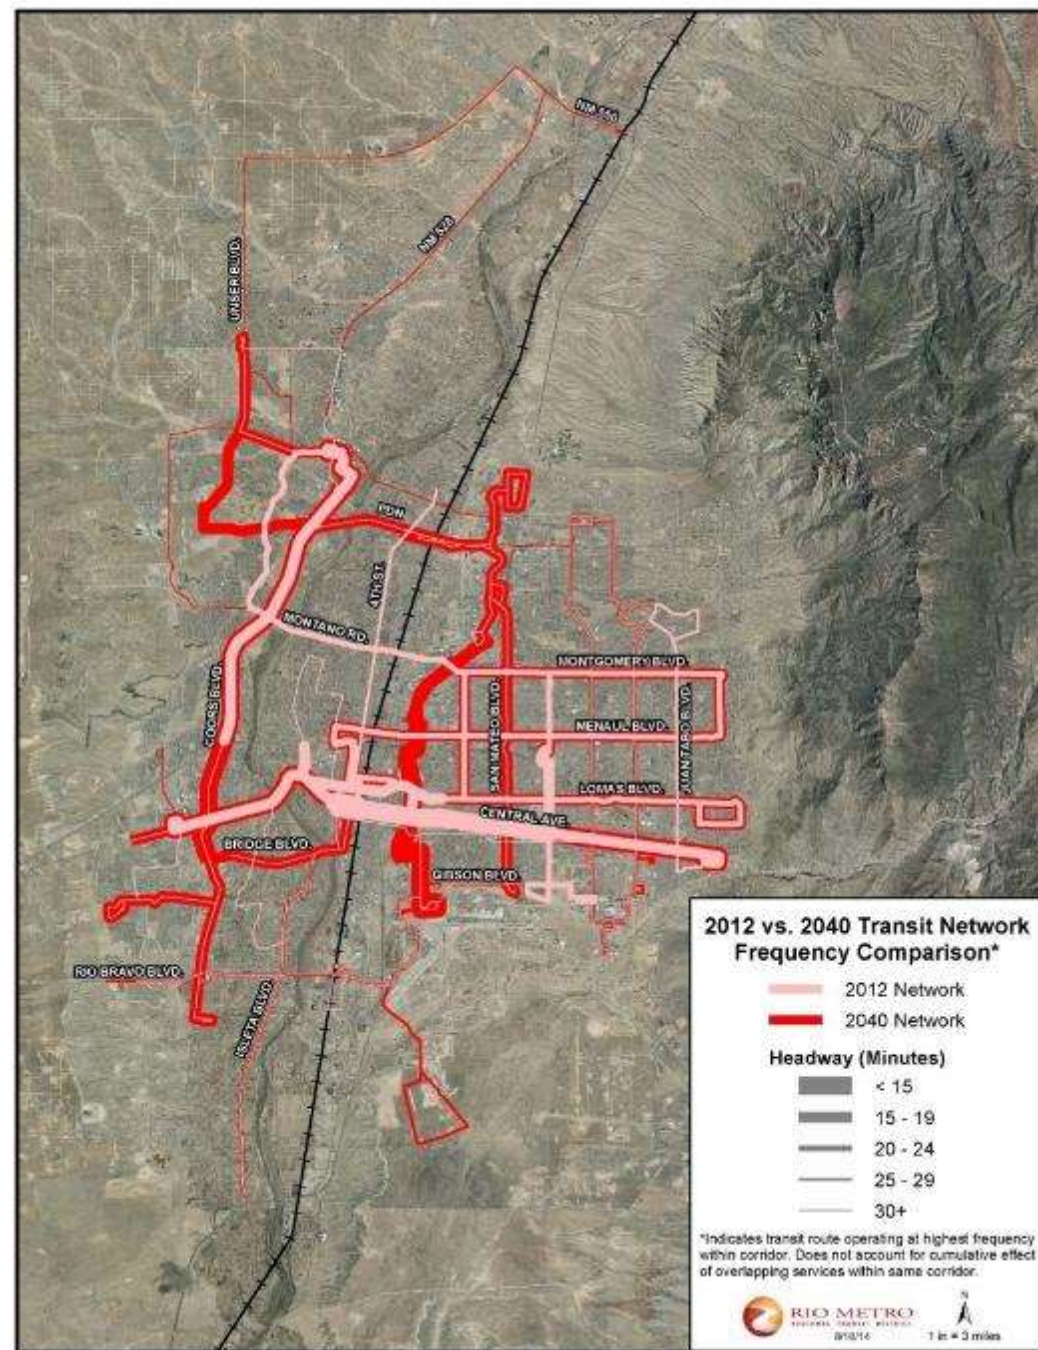 NM 550
NM 528
UNSER BLVD.
PDN
4TH ST.
MONTANO RD.
COORS BLVD.
MONTGOMERY BLVD.
SAN MATEO BLVD.
MENAUL BLVD.
JUAN TABO BLVD.
LOMAS BLVD.
CENTRAL AVE.
BRIDGE BLVD.
GIBSON BLVD.
RIO BRAVO BLVD.
ISLETA BLVD.
2012 vs. 2040 Transit Network
Frequency Comparison*
2012 Network
2040 Network
Headway (Minutes)
< 15
15 - 19
20 - 24
25 - 29
30+
*Indicates transit route operating at highest frequency
within corridor. Does not account for cumulative effect
of overlapping services within same corridor.
RIO METRO
REGIONAL TRANSIT DISTRICT
N
1 in = 3 miles